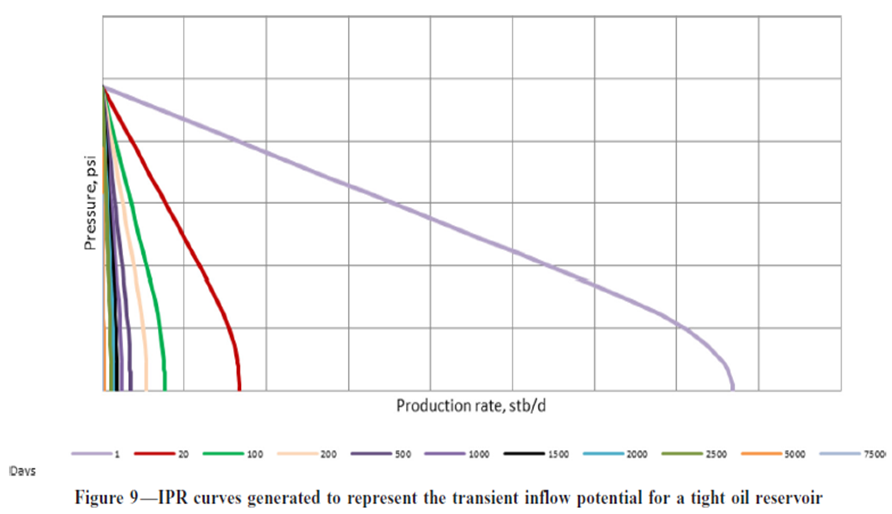 Pressure, psi
Production rate, stb/d
1 20 100 200 500 1000 1500 2000 2500 5000 7500
Days
Figure 9—IPR curves generated to represent the transient inflow potential for a tight oil reservoir